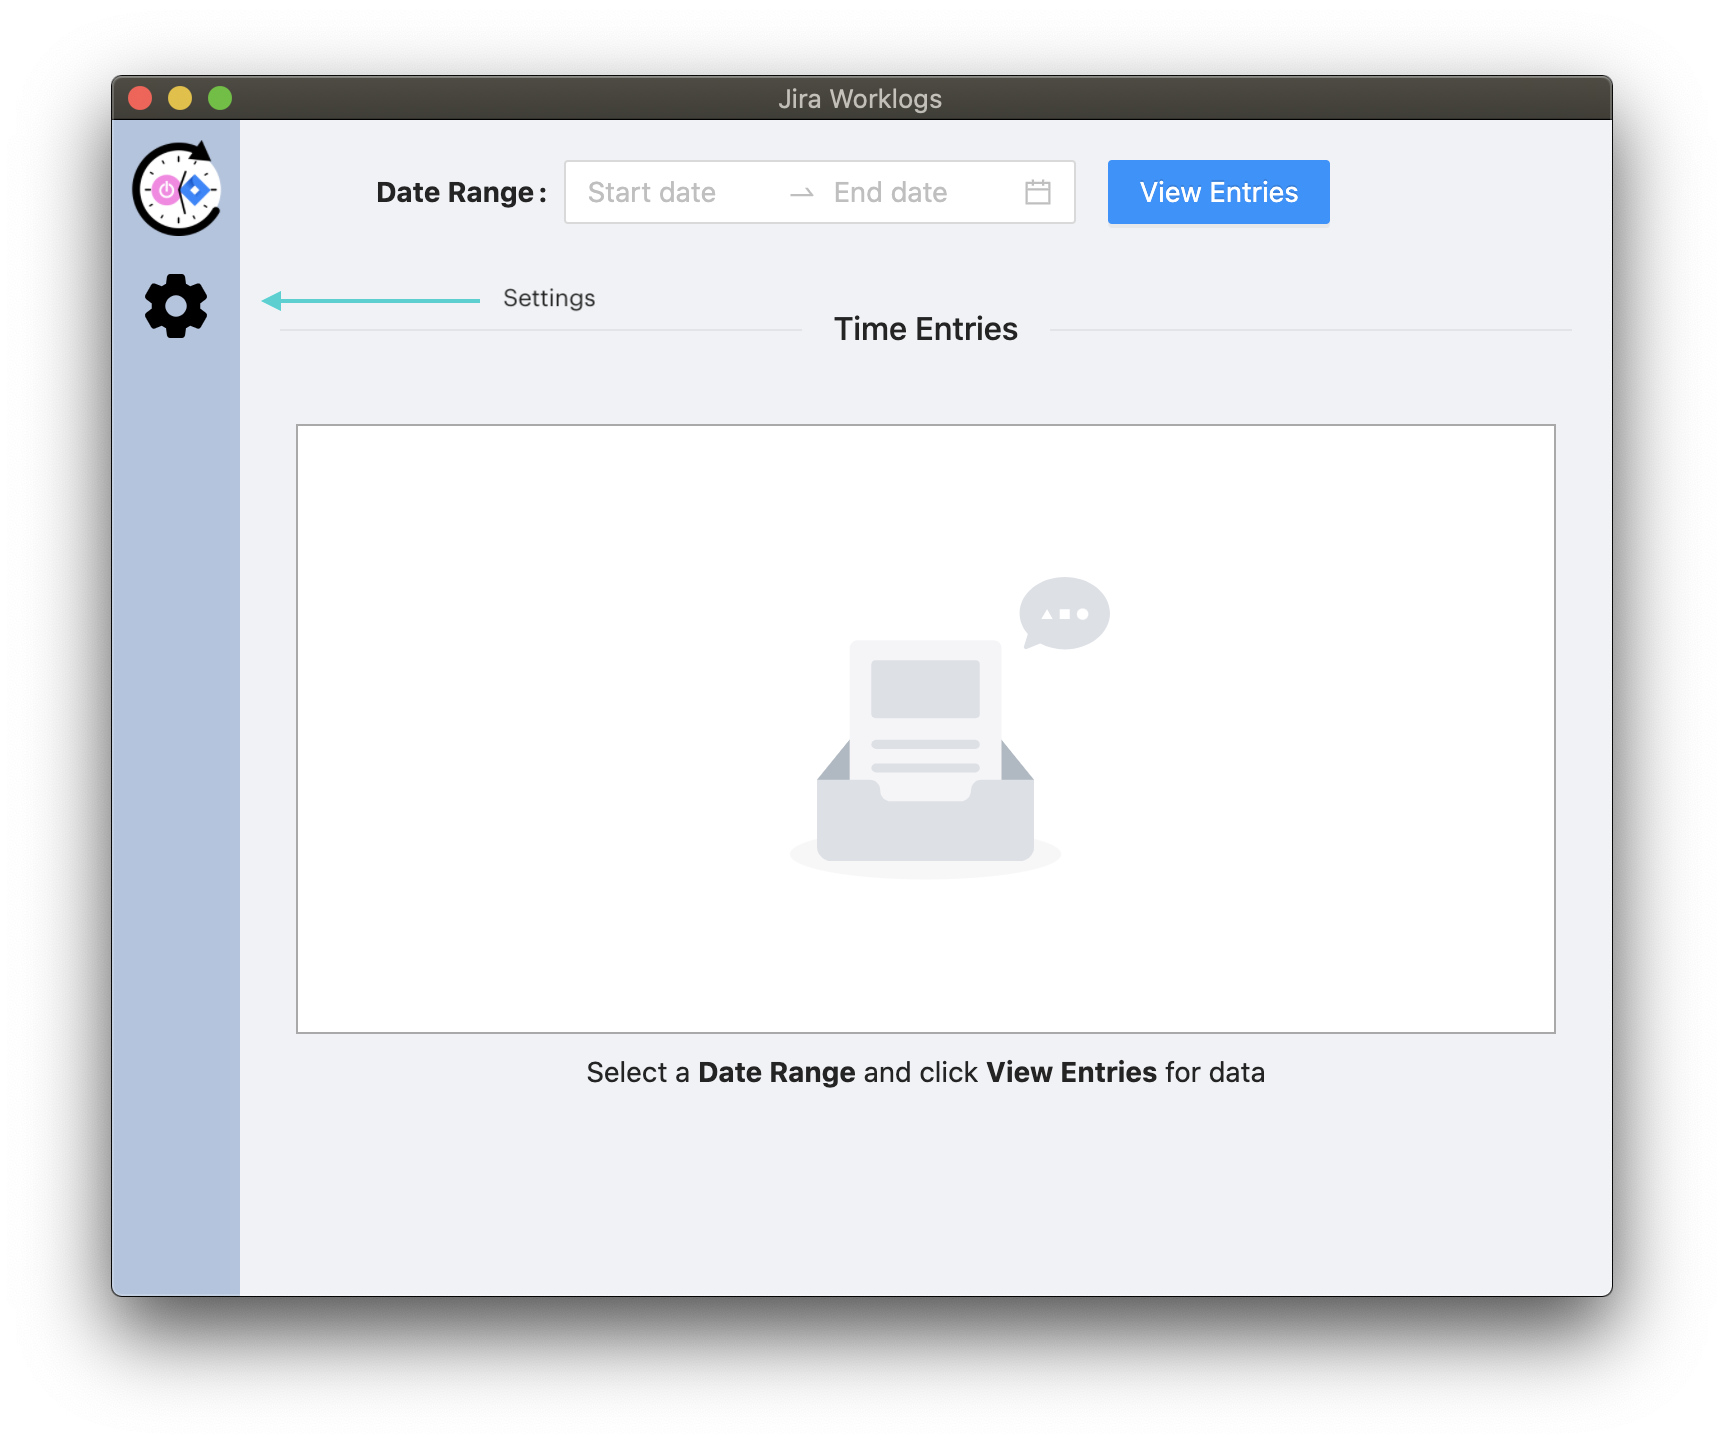 Jira Worklogs
Date Range: Start date End date View Entries
Settings
Time Entries
Select a Date Range and click View Entries for data